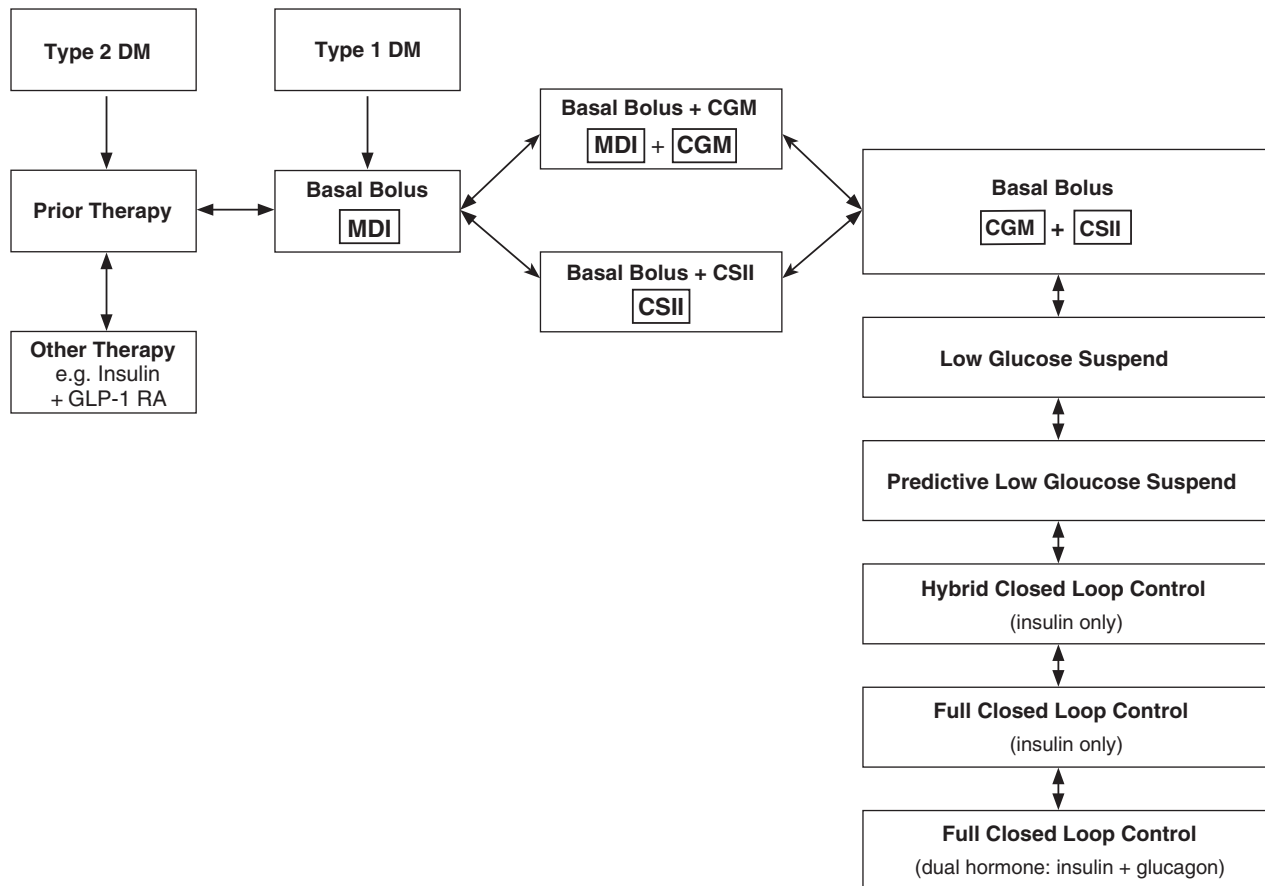 Type 2 DM
Type 1 DM
Prior Therapy
Other Therapy
e.g. Insulin
+ GLP-1 RA
Basal Bolus
MDI
Basal Bolus + CGM
MDI + CGM
Basal Bolus + CSII
CSII
Basal Bolus
CGM + CSII
Low Glucose Suspend
Predictive Low Gloucose Suspend
Hybrid Closed Loop Control
(insulin only)
Full Closed Loop Control
(insulin only)
Full Closed Loop Control
(dual hormone: insulin + glucagon)